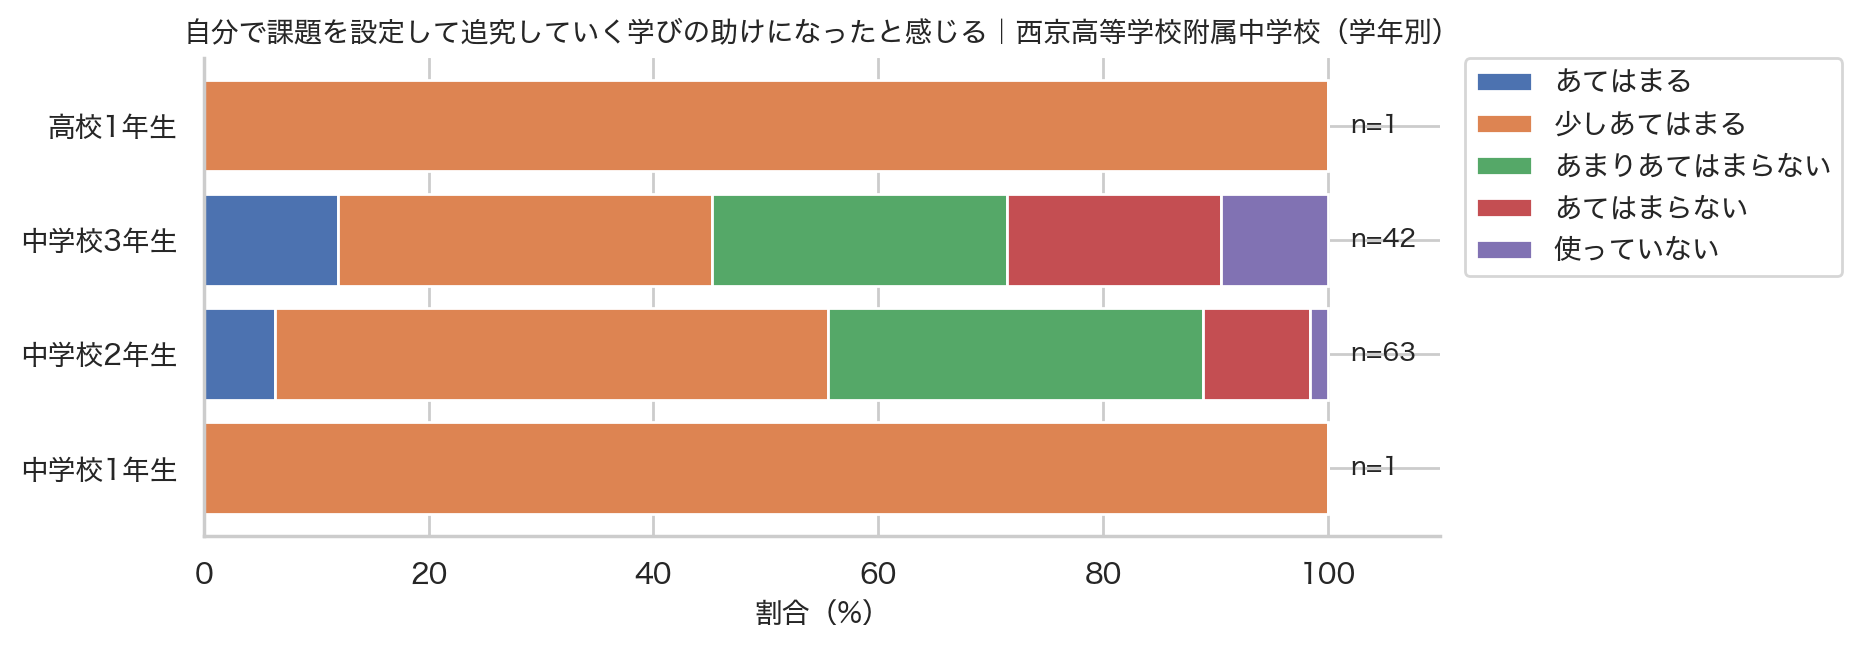 自分で課題を設定して追究していく学びの助けになったと感じる｜西京高等学校附属中学校（学年別）
高校1年生
n=1
中学校3年生
n=42
中学校2年生
n=63
中学校1年生
n=1
0 20 40 60 80 100
割合（%）
あてはまる
少しあてはまる
あまりあてはまらない
あてはまらない
使っていない